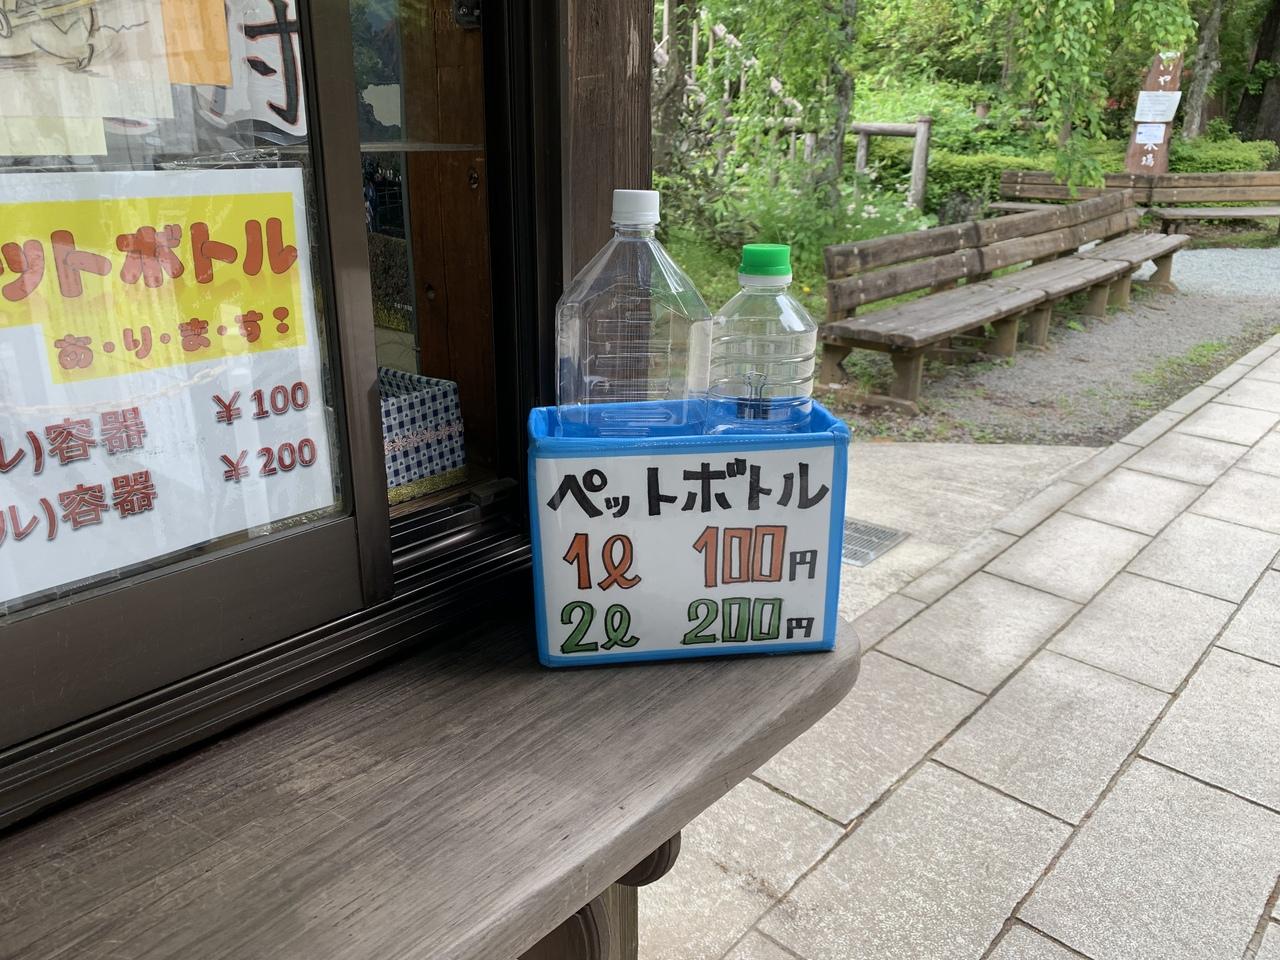 ットボトル
あ・り・ま・す：
ル)容器 ￥100
ル)容器 ￥200
ペットボトル
1ℓ 100円
2ℓ 200円